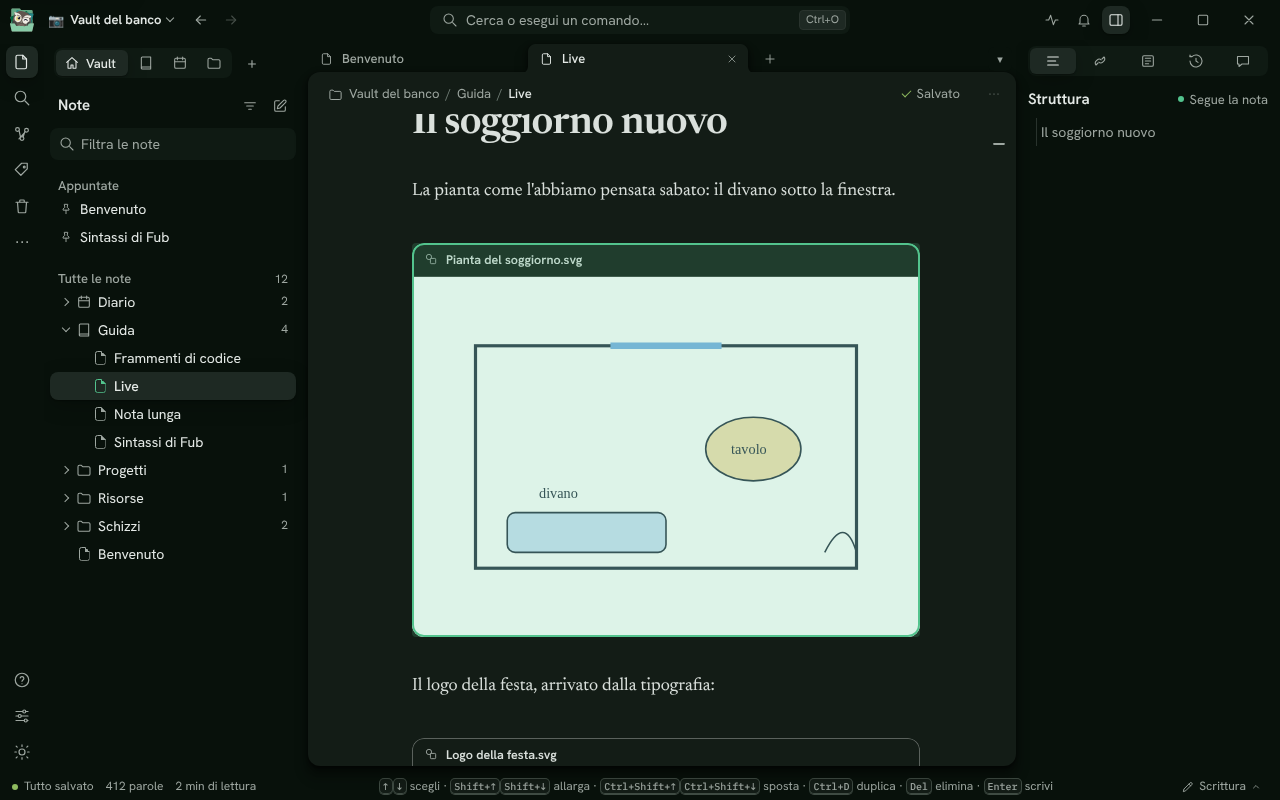 Vault del banco
Cerca o esegui un comando...
Ctrl+O
Vault
Benvenuto
Live
Note
Filtra le note
Appuntate
Benvenuto
Sintassi di Fub
Tutte le note 12
Diario 2
Guida 4
Frammenti di codice
Live
Nota lunga
Sintassi di Fub
Progetti 1
Risorse 1
Schizzi 2
Benvenuto
Vault del banco / Guida / Live
Salvato
Il soggiorno nuovo
La pianta come l'abbiamo pensata sabato: il divano sotto la finestra.
Pianta del soggiorno.svg
tavolo
divano
Il logo della festa, arrivato dalla tipografia:
Logo della festa.svg
Struttura
Segue la nota
Il soggiorno nuovo
Tutto salvato 412 parole 2 min di lettura
↑ ↓ scegli · Shift+↑ Shift+↓ allarga · Ctrl+Shift+↑ Ctrl+Shift+↓ sposta · Ctrl+D duplica · Del elimina · Enter scrivi
Scrittura